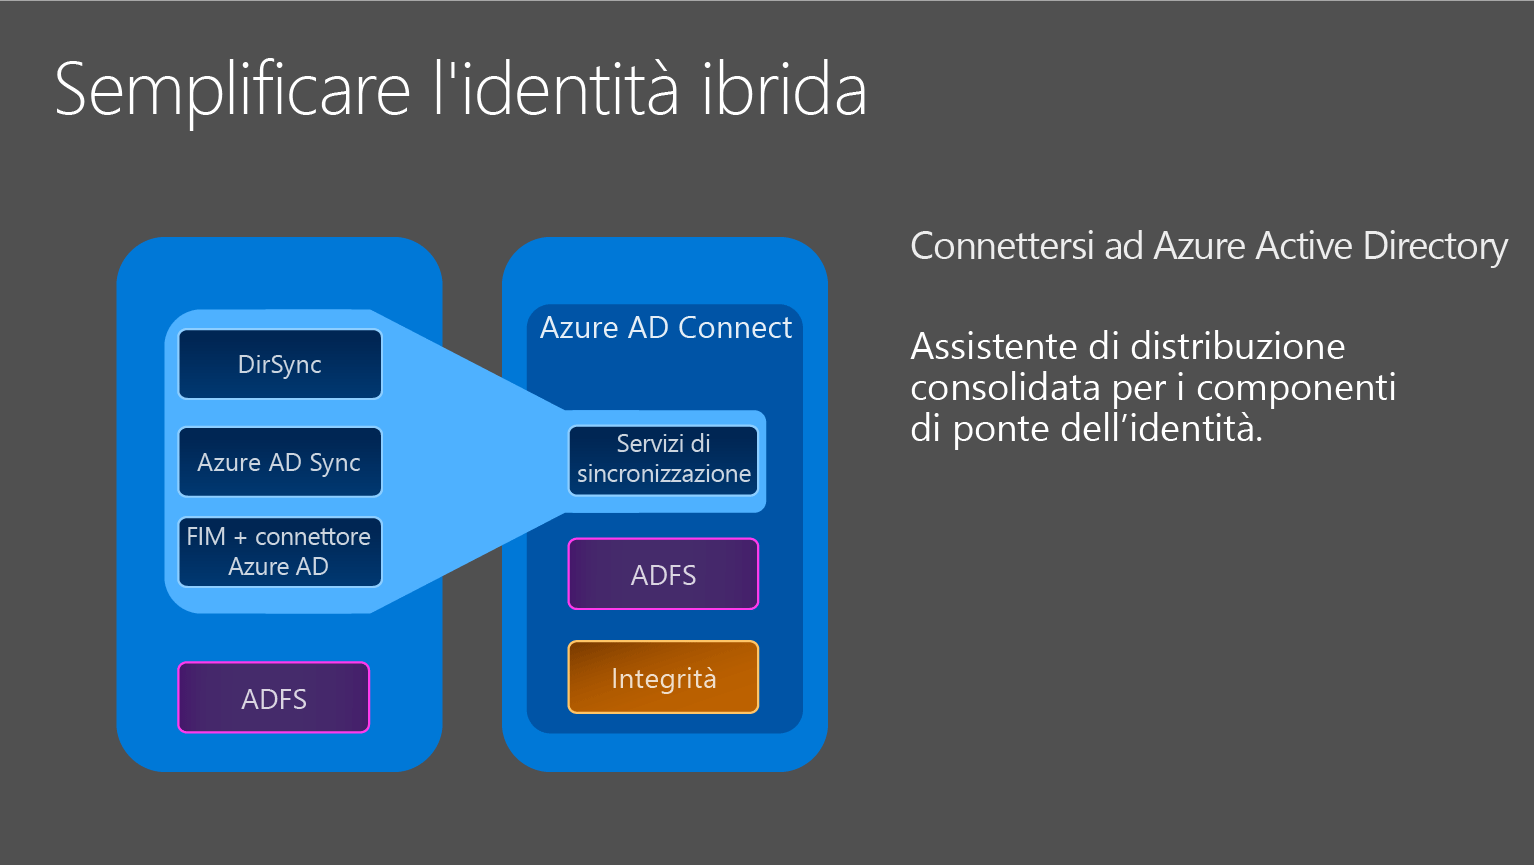 Semplificare l'identità ibrida
DirSync
Azure AD Sync
FIM + connettore
Azure AD
ADFS
Azure AD Connect
Servizi di
sincronizzazione
ADFS
Integrità
Connettersi ad Azure Active Directory
Assistente di distribuzione
consolidata per i componenti
di ponte dell’identità.